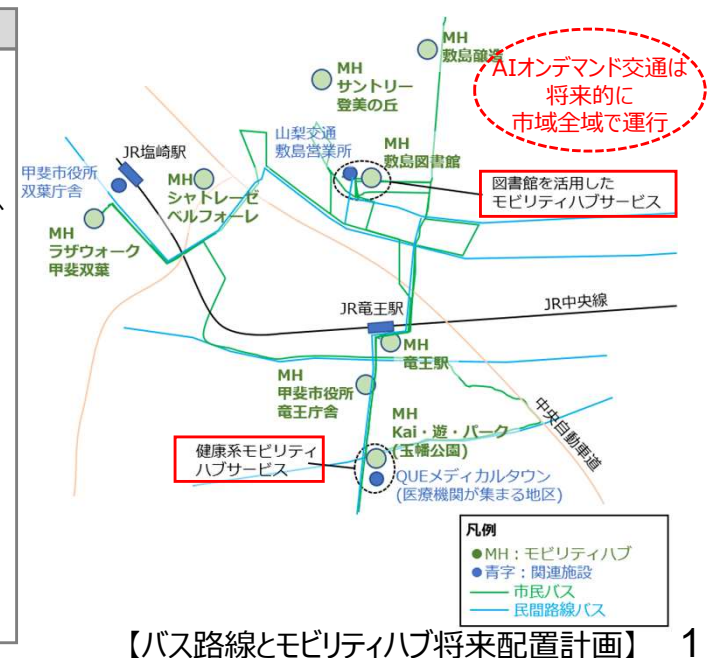 MH
敷島醸造
AIオンデマンド交通は
将来的に
市域全域で運行
MH
サントリー
登美の丘
山梨交通
敷島営業所
MH
敷島図書館
JR塩崎駅
甲斐市役所
双葉庁舎
MH
シャトレーゼ
ベルフォーレ
図書館を活用した
モビリティハブサービス
MH
ラザウォーク
甲斐双葉
JR竜王駅
JR中央線
MH
竜王駅
MH
甲斐市役所
竜王庁舎
MH
Kai・遊・パーク
(玉幡公園)
中央自動車道
健康系モビリティ
ハブサービス
QUEメディカルタウン
(医療機関が集まる地区)
凡例
●MH：モビリティハブ
●青字：関連施設
市民バス
民間路線バス
【バス路線とモビリティハブ将来配置計画】 1